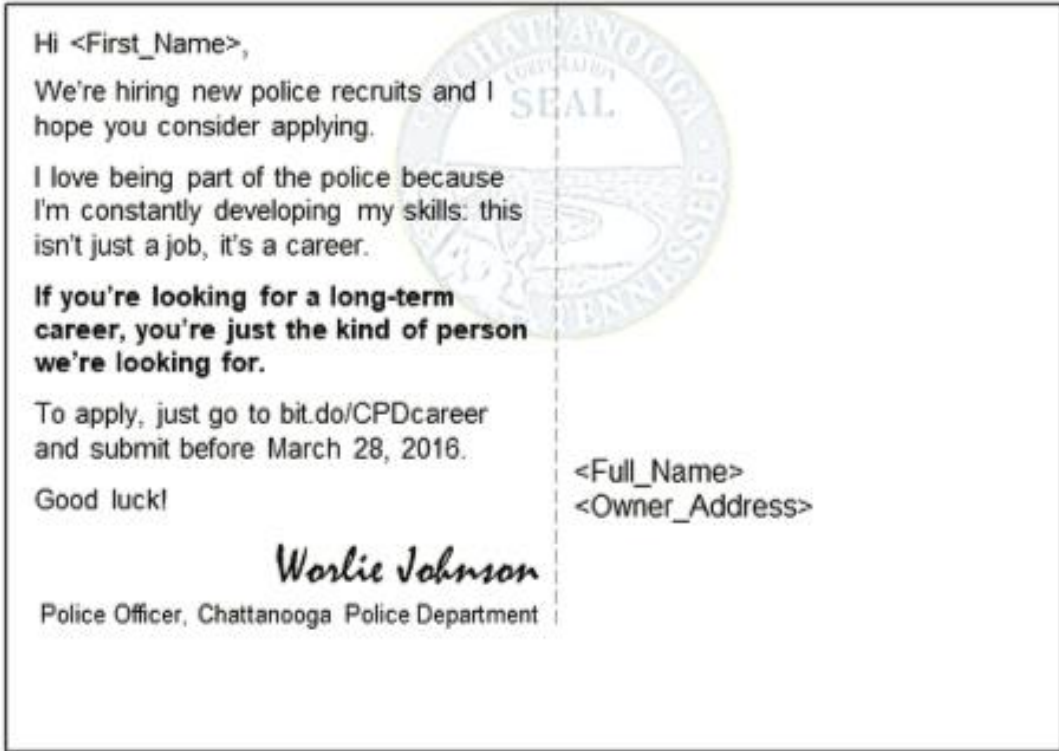 Hi <First_Name>,
We're hiring new police recruits and I
hope you consider applying.
I love being part of the police because
I'm constantly developing my skills: this
isn't just a job, it's a career.
If you're looking for a long-term
career, you're just the kind of person
we're looking for.
To apply, just go to bit.do/CPDcareer
and submit before March 28, 2016.
Good luck!
Worlie Johnson
Police Officer, Chattanooga Police Department
CHATTANOOGA
CORPORATION
SEAL
TENNESSEE
<Full_Name>
<Owner_Address>